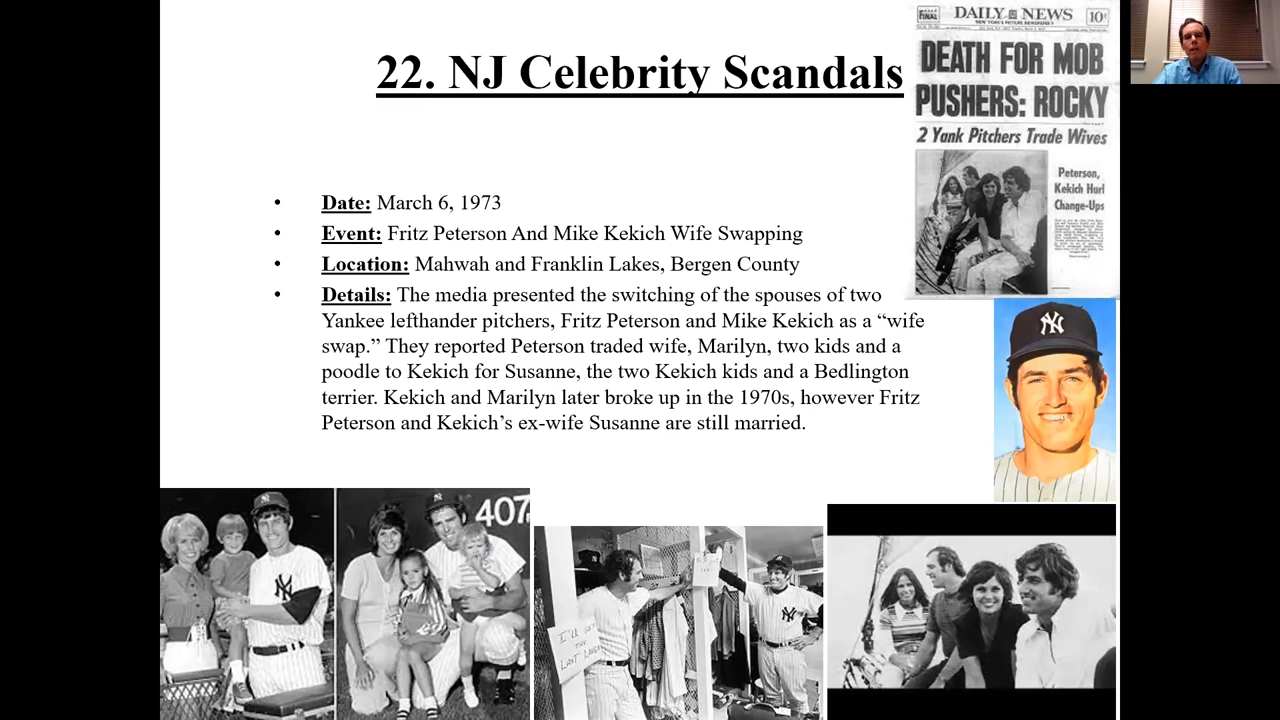 FINAL
DAILY NEWS
NEW YORK'S PICTURE NEWSPAPER
10¢
22. NJ Celebrity Scandals
DEATH FOR MOB
PUSHERS: ROCKY
2 Yank Pitchers Trade Wives
Peterson,
Kekich Hurl
Change-Ups
• Date: March 6, 1973
• Event: Fritz Peterson And Mike Kekich Wife Swapping
• Location: Mahwah and Franklin Lakes, Bergen County
• Details: The media presented the switching of the spouses of two
Yankee lefthander pitchers, Fritz Peterson and Mike Kekich as a “wife
swap.” They reported Peterson traded wife, Marilyn, two kids and a
poodle to Kekich for Susanne, the two Kekich kids and a Bedlington
terrier. Kekich and Marilyn later broke up in the 1970s, however Fritz
Peterson and Kekich’s ex-wife Susanne are still married.
NY
407
I'LL GET
THE
LAST LAUGH